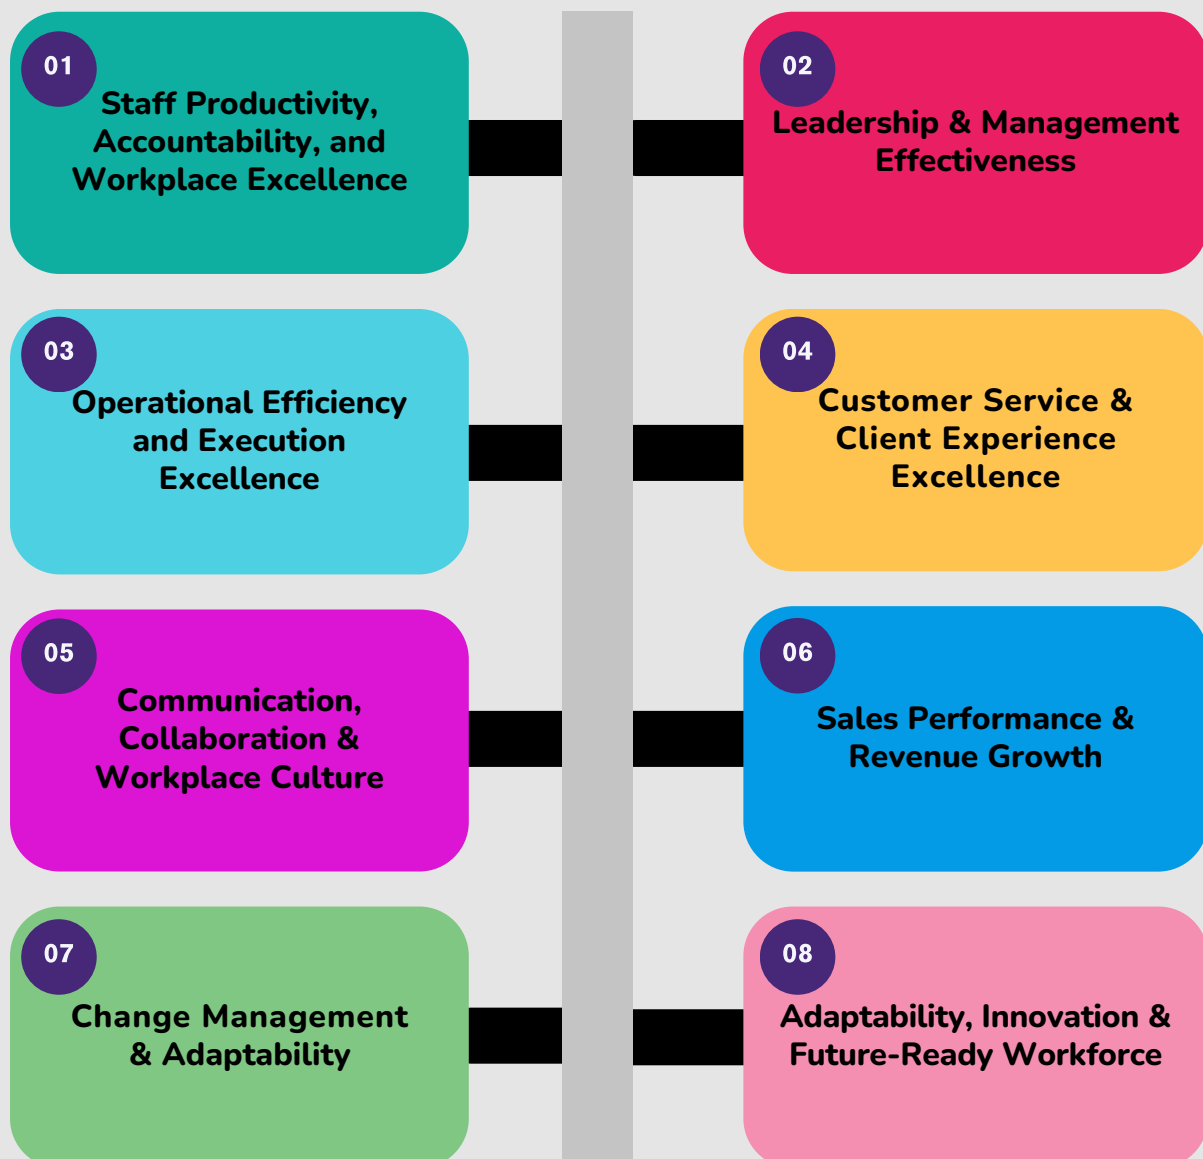 01
Staff Productivity,
Accountability, and
Workplace Excellence
02
Leadership & Management
Effectiveness
03
Operational Efficiency
and Execution
Excellence
04
Customer Service &
Client Experience
Excellence
05
Communication,
Collaboration &
Workplace Culture
06
Sales Performance &
Revenue Growth
07
Change Management
& Adaptability
08
Adaptability, Innovation &
Future-Ready Workforce